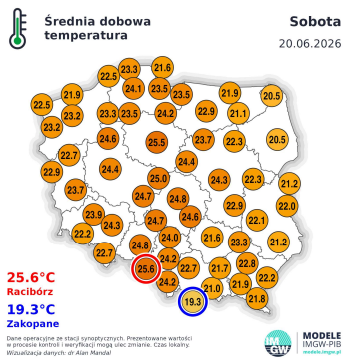 Średnia dobowa
temperatura
Sobota
20.06.2026
22.5 23.3 21.6
22.5 21.9 24.1 23.5 23.5 21.9 20.5
23.2 23.2 23.3 23.5 24.2 22.9 21.1
24.6 25.5 23.7 22.3 20.5
22.7 24.4
22.9 24.4 25.0 24.3 22.3 21.2
23.7 24.7 24.8 22.9 22.0
23.9 24.3 24.7 24.6 22.1
22.2 24.0 21.6 23.3 21.2
22.7 24.8 24.2 22.8
25.6 22.7 21.7 22.2
24.2 21.0 21.9
19.3 21.8
25.6°C
Racibórz
19.3°C
Zakopane
Dane operacyjne ze stacji synoptycznych. Prezentowane wartości
w procesie kontroli i weryfikacji mogą ulec zmianie. Czas lokalny.
Wizualizacja danych: dr Alan Mandal
IM
GW
MODELE
IMGW-PIB
modele.imgw.pl